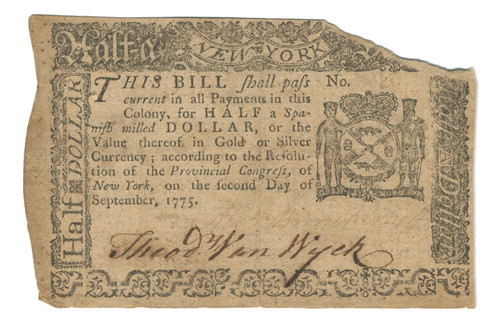 Half a
NEW-YORK
THIS BILL ſhall paſs
current in all Payments in this
Colony, for HALF a Spa-
niſh milled DOLLAR, or the
Value thereof in Gold or Silver
Currency; according to the Reſolu-
tion of the Provincial Congreſs, of
New York, on the second Day of
September, 1775.
No.
Half a DOLLAR
Half a Dollar
Theodr. Van Wyck